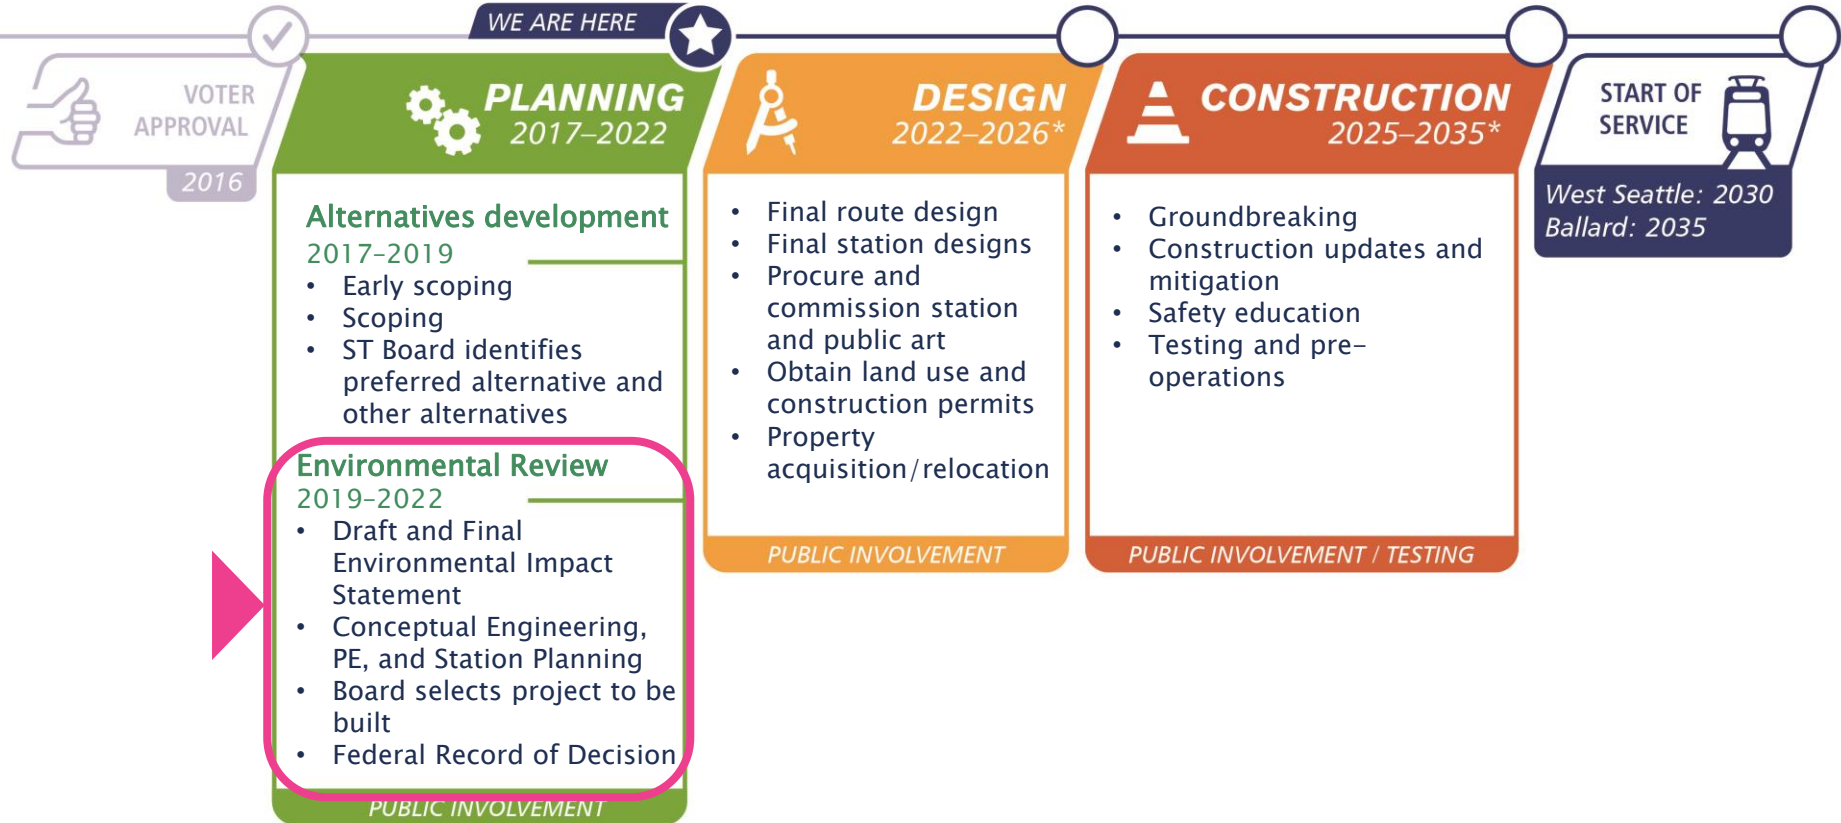 WE ARE HERE
VOTER
APPROVAL
2016
PLANNING
2017–2022
Alternatives development
2017–2019
• Early scoping
• Scoping
• ST Board identifies
preferred alternative and
other alternatives
Environmental Review
2019–2022
• Draft and Final
Environmental Impact
Statement
• Conceptual Engineering,
PE, and Station Planning
• Board selects project to be
built
• Federal Record of Decision
PUBLIC INVOLVEMENT
DESIGN
2022–2026*
• Final route design
• Final station designs
• Procure and
commission station
and public art
• Obtain land use and
construction permits
• Property
acquisition/relocation
PUBLIC INVOLVEMENT
CONSTRUCTION
2025–2035*
• Groundbreaking
• Construction updates and
mitigation
• Safety education
• Testing and pre-
operations
PUBLIC INVOLVEMENT / TESTING
START OF
SERVICE
West Seattle: 2030
Ballard: 2035